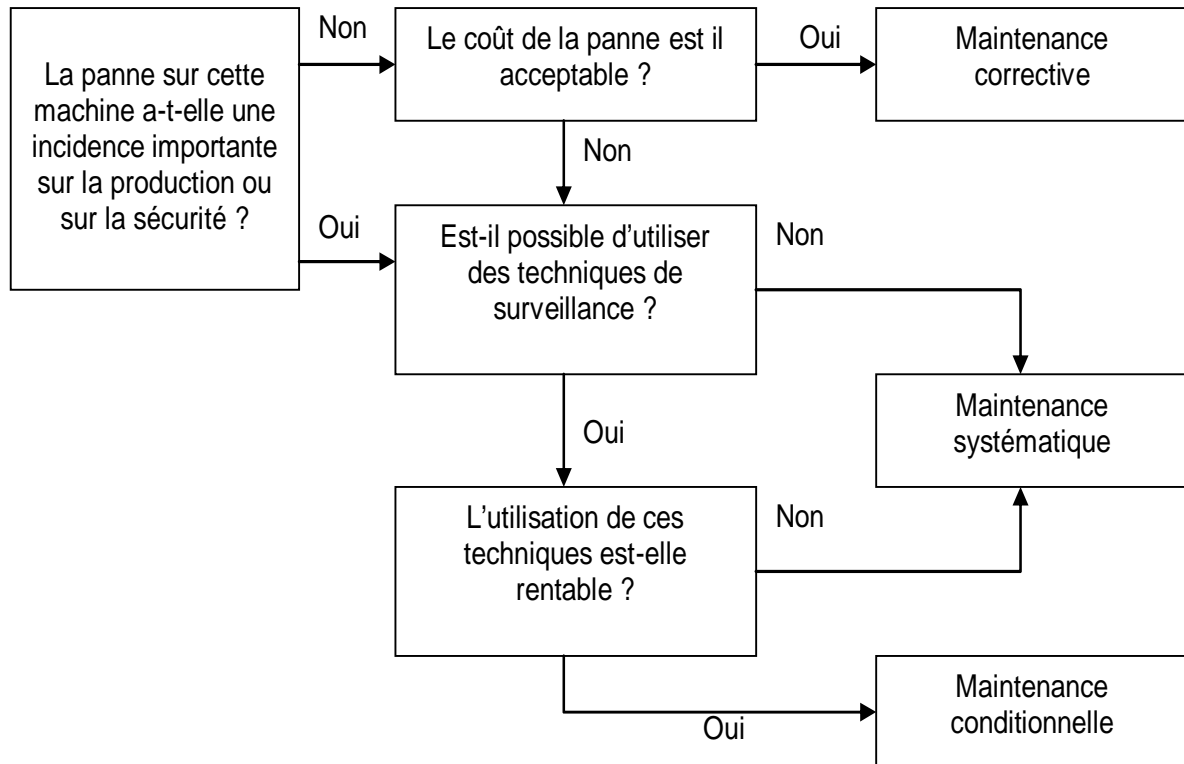 La panne sur cette
machine a-t-elle une
incidence importante
sur la production ou
sur la sécurité ?
Non
Le coût de la panne est il
acceptable ?
Oui
Maintenance
corrective
Non
Oui
Est-il possible d’utiliser
des techniques de
surveillance ?
Non
Maintenance
systématique
Oui
L’utilisation de ces
techniques est-elle
rentable ?
Non
Oui
Maintenance
conditionnelle